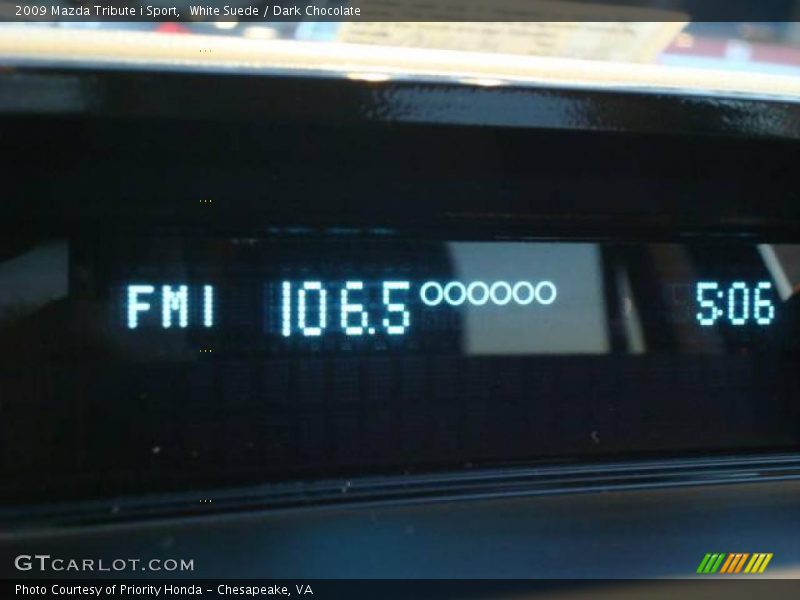 2009 Mazda Tribute i Sport, White Suede / Dark Chocolate
FM1 106.5 OOOOOO 5:06
GTCARLOT.COM
Photo Courtesy of Priority Honda - Chesapeake, VA